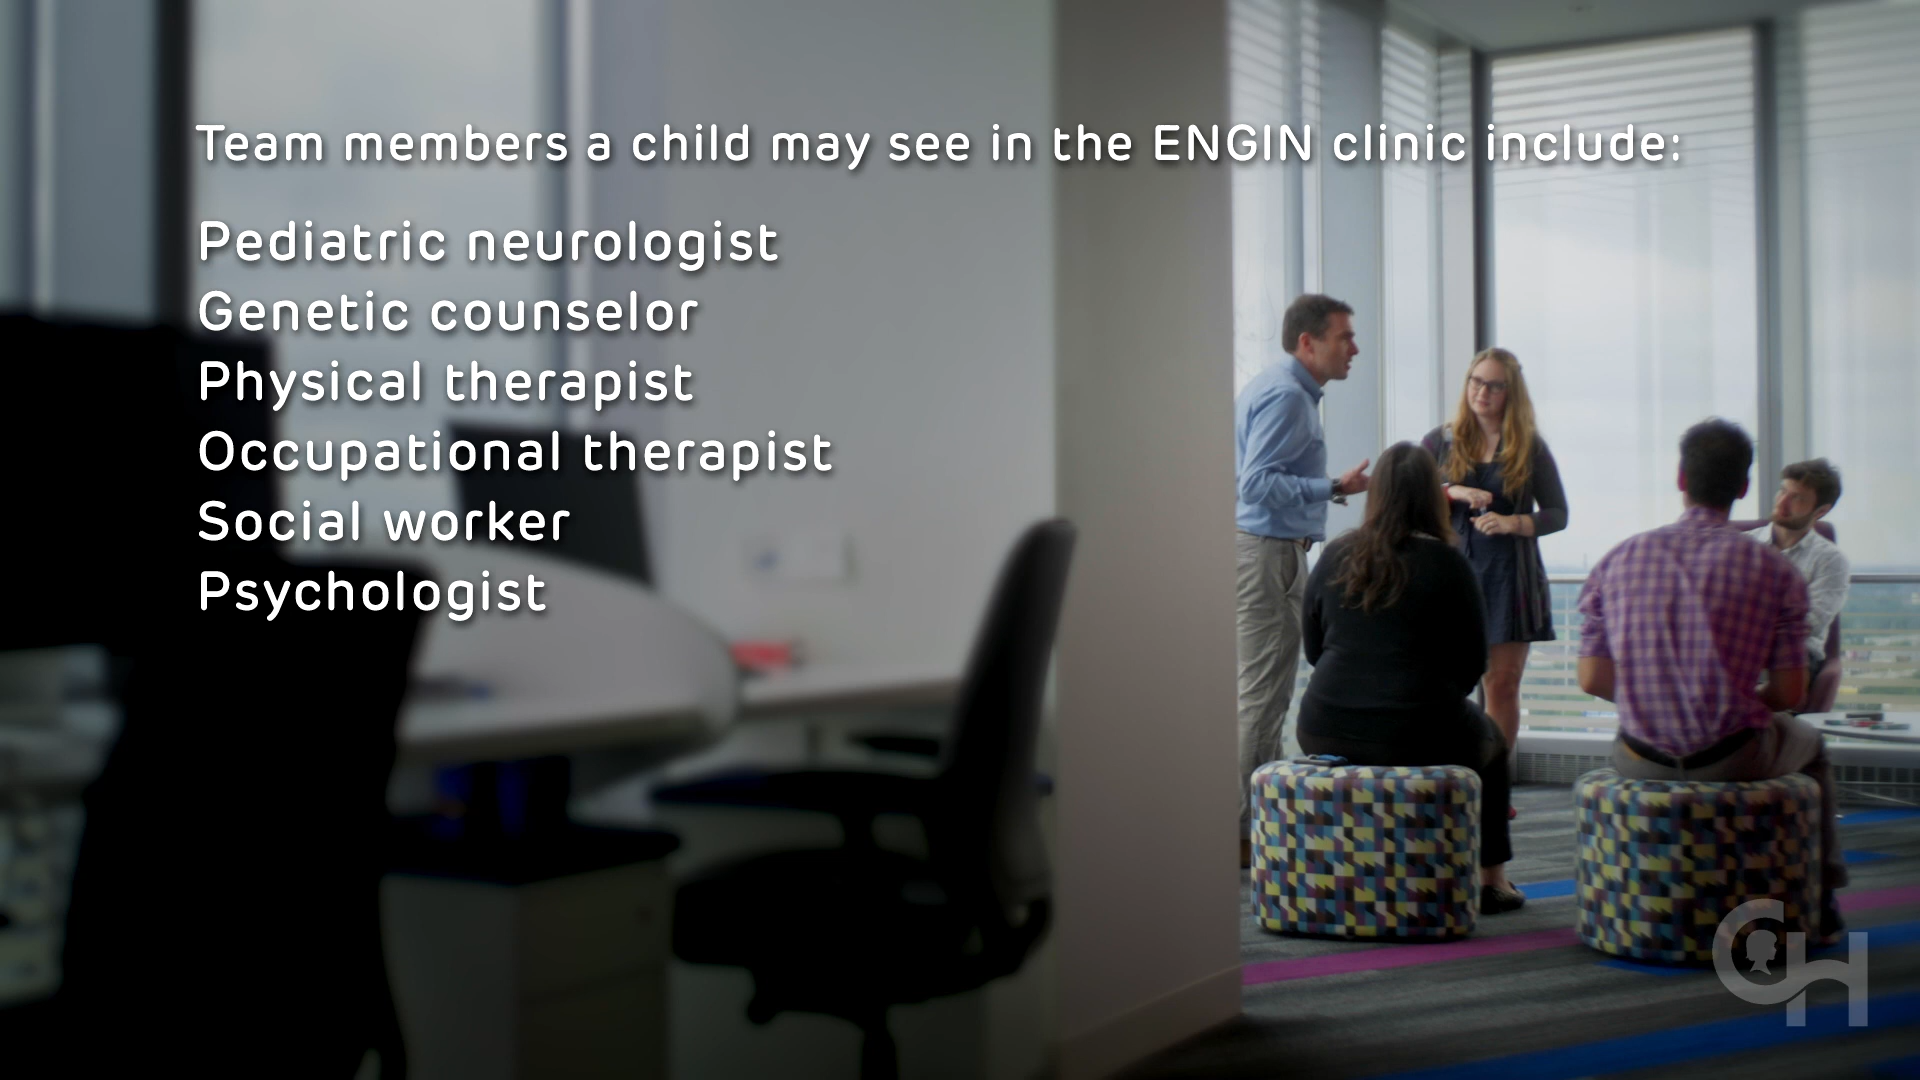 Team members a child may see in the ENGIN clinic include:
Pediatric neurologist
Genetic counselor
Physical therapist
Occupational therapist
Social worker
Psychologist
CH